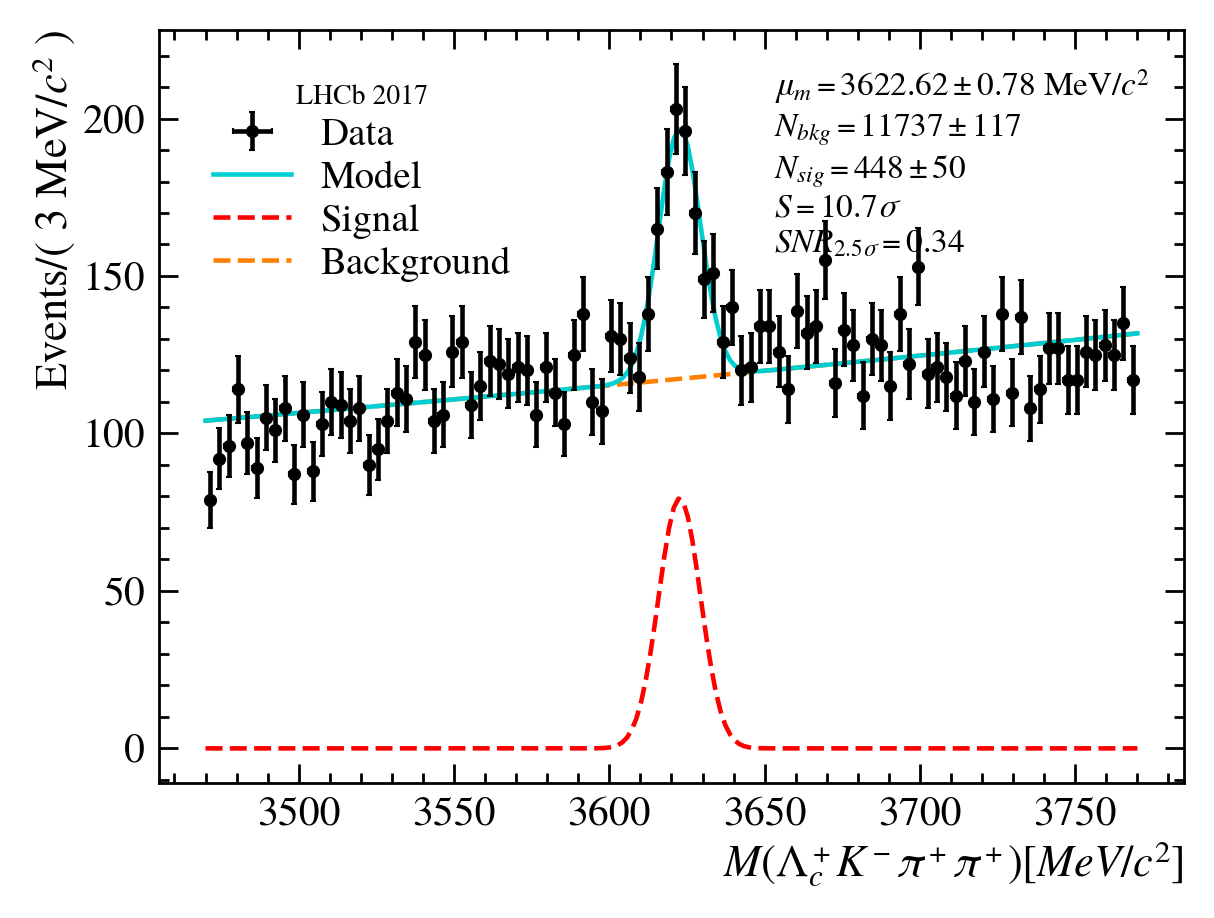 Events/( 3 MeV/c² )
LHCb 2017
Data
Model
Signal
Background
μₘ = 3622.62 ± 0.78 MeV/c²
N_bkg = 11737 ± 117
N_sig = 448 ± 50
S = 10.7σ
SNR_2.5σ = 0.34
200
150
100
50
0
3500 3550 3600 3650 3700 3750
M(Λ_c⁺K⁻π⁺π⁺)[MeV/c²]